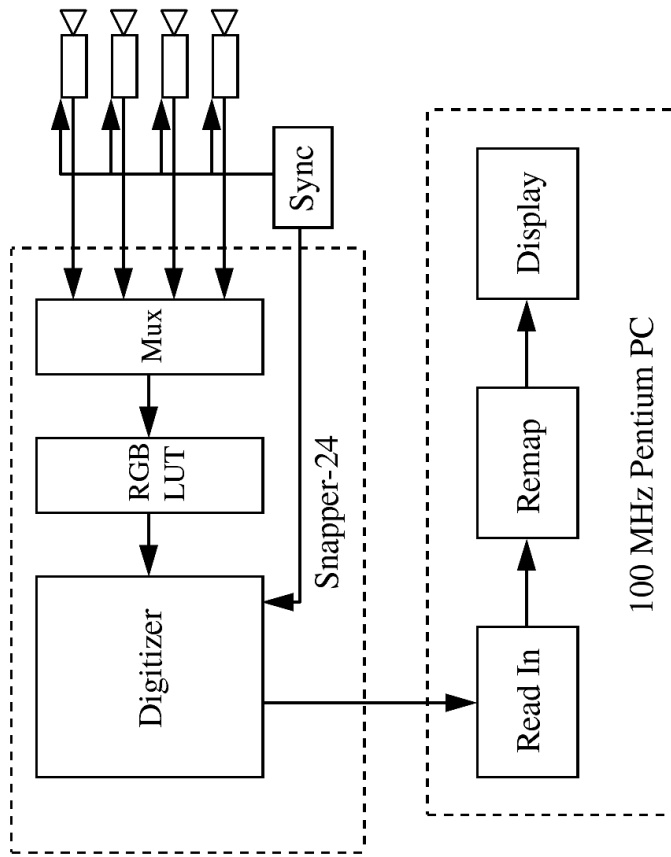 Sync
Mux
RGB
LUT
Digitizer
Snapper-24
Read In
Remap
Display
100 MHz Pentium PC